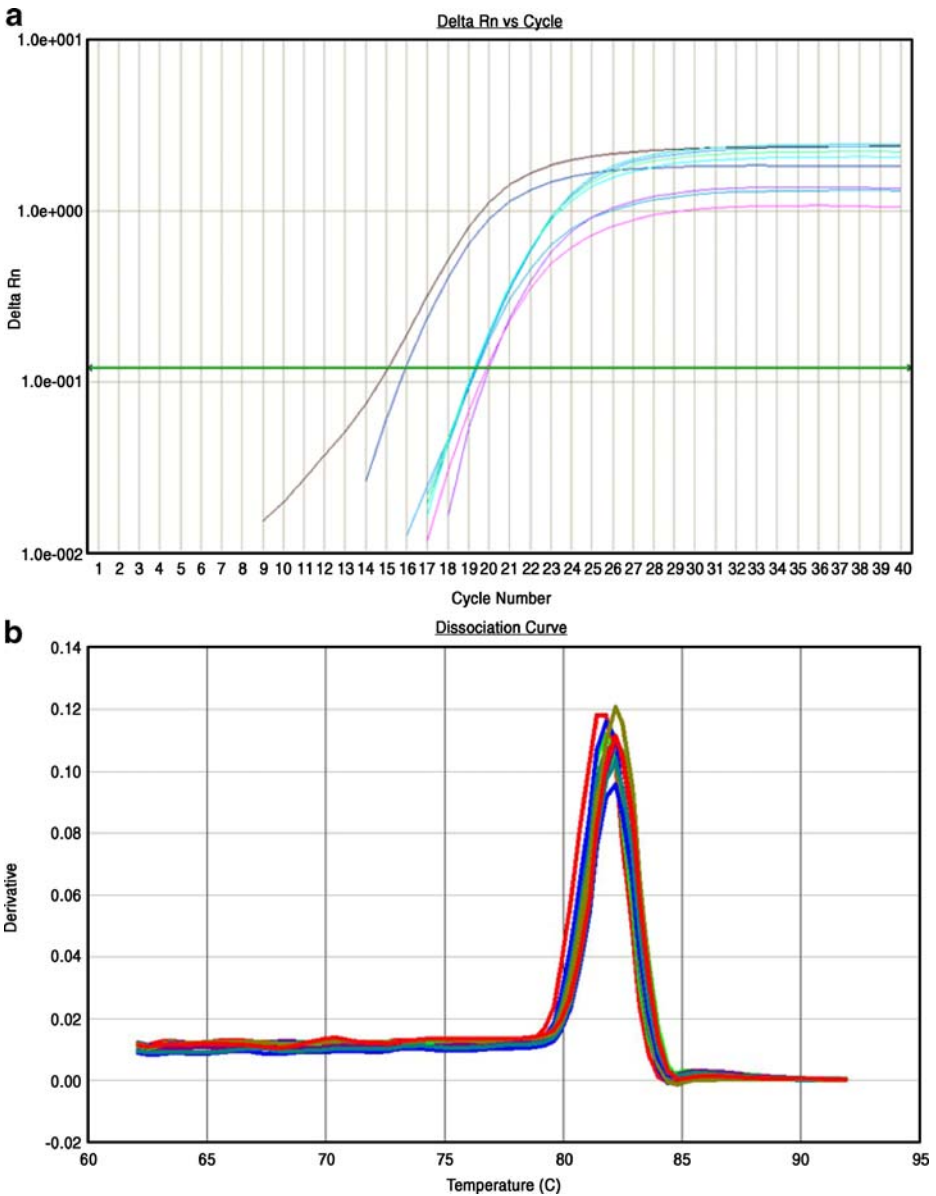 a
Delta Rn vs Cycle
1.0e+001
1.0e+000
1.0e-001
1.0e-002
Delta Rn
1 2 3 4 5 6 7 8 9 10 11 12 13 14 15 16 17 18 19 20 21 22 23 24 25 26 27 28 29 30 31 32 33 34 35 36 37 38 39 40
Cycle Number
b
Dissociation Curve
0.14
0.12
0.10
0.08
0.06
0.04
0.02
0.00
-0.02
Derivative
60 65 70 75 80 85 90 95
Temperature (C)